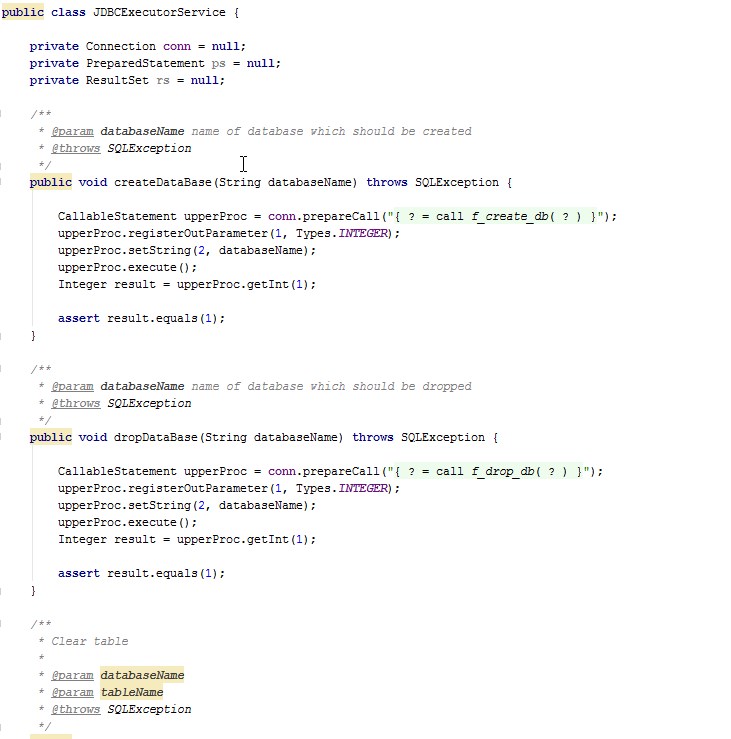 public class JDBCExecutorService {
private Connection conn = null;
private PreparedStatement ps = null;
private ResultSet rs = null;
/**
* @param databaseName name of database which should be created
* @throws SQLException
*/
public void createDataBase(String databaseName) throws SQLException {
CallableStatement upperProc = conn.prepareCall("{ ? = call f_create_db( ? ) }");
upperProc.registerOutParameter(1, Types.INTEGER);
upperProc.setString(2, databaseName);
upperProc.execute();
Integer result = upperProc.getInt(1);
assert result.equals(1);
}
/**
* @param databaseName name of database which should be dropped
* @throws SQLException
*/
public void dropDataBase(String databaseName) throws SQLException {
CallableStatement upperProc = conn.prepareCall("{ ? = call f_drop_db( ? ) }");
upperProc.registerOutParameter(1, Types.INTEGER);
upperProc.setString(2, databaseName);
upperProc.execute();
Integer result = upperProc.getInt(1);
assert result.equals(1);
}
/**
* Clear table
*
* @param databaseName
* @param tableName
* @throws SQLException
*/